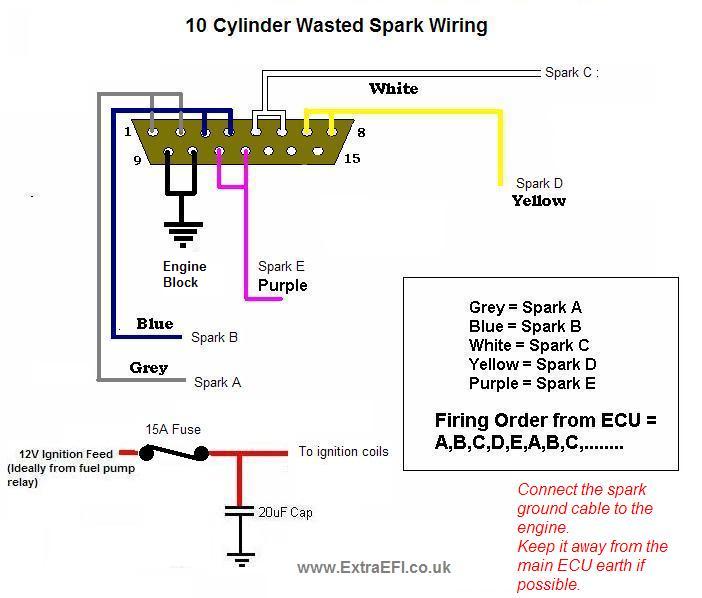 10 Cylinder Wasted Spark Wiring
Spark C :
White
1
8
9
15
Spark D
Yellow
Engine
Block
Spark E
Purple
Blue
Spark B
Grey
Spark A
Grey = Spark A
Blue = Spark B
White = Spark C
Yellow = Spark D
Purple = Spark E
Firing Order from ECU =
A,B,C,D,E,A,B,C,........
15A Fuse
12V Ignition Feed
(Ideally from fuel pump
relay)
To ignition coils
20uF Cap
Connect the spark
ground cable to the
engine.
Keep it away from the
main ECU earth if
possible.
www.ExtraEFI.co.uk